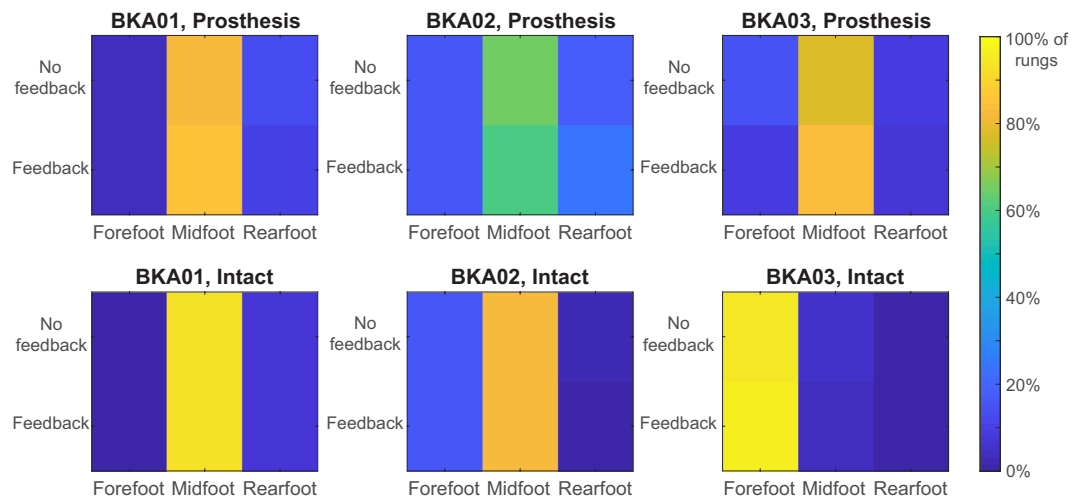 BKA01, Prosthesis
BKA02, Prosthesis
BKA03, Prosthesis
No
feedback
Feedback
Forefoot Midfoot Rearfoot
No
feedback
Feedback
Forefoot Midfoot Rearfoot
No
feedback
Feedback
Forefoot Midfoot Rearfoot
BKA01, Intact
BKA02, Intact
BKA03, Intact
No
feedback
Feedback
Forefoot Midfoot Rearfoot
No
feedback
Feedback
Forefoot Midfoot Rearfoot
No
feedback
Feedback
Forefoot Midfoot Rearfoot
100% of
rungs
80%
60%
40%
20%
0%